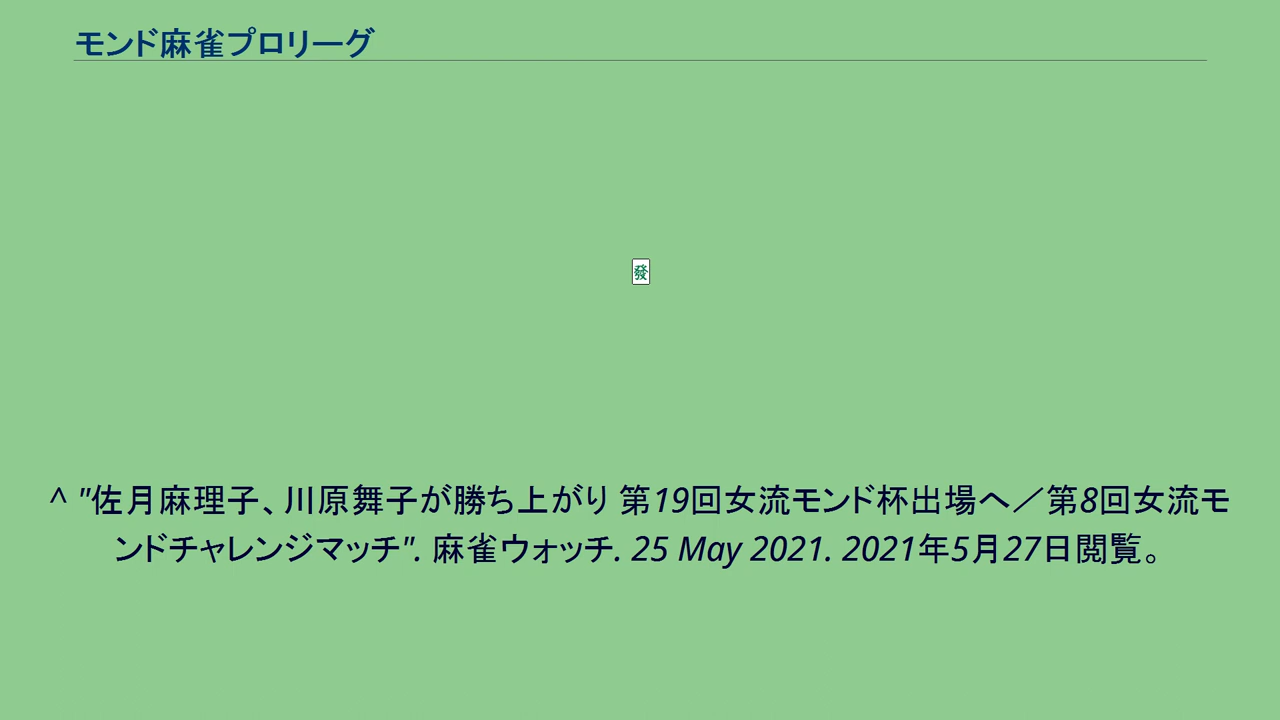 モンド麻雀プロリーグ
發
^ "佐月麻理子、川原舞子が勝ち上がり 第19回女流モンド杯出場へ／第8回女流モ
ンドチャレンジマッチ". 麻雀ウォッチ. 25 May 2021. 2021年5月27日閲覧。